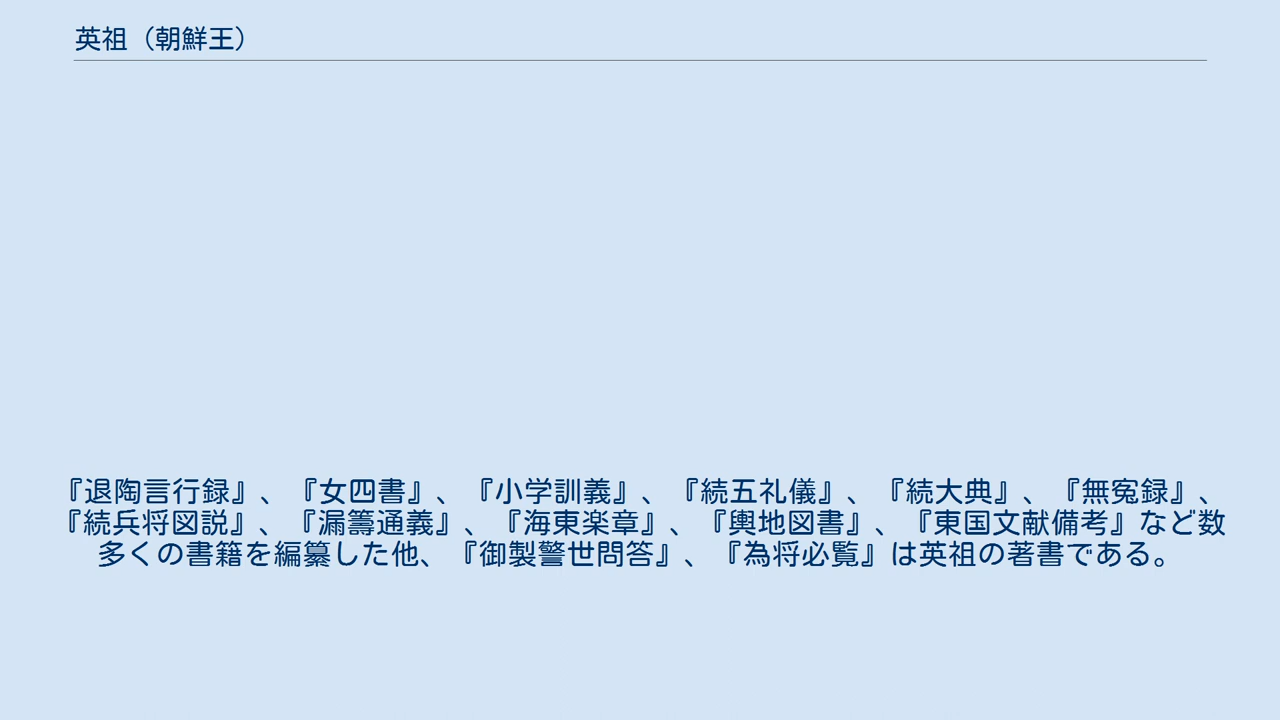 英祖（朝鮮王）
『退陶言行録』、『女四書』、『小学訓義』、『続五礼儀』、『続大典』、『無寃録』、
『続兵将図説』、『漏籌通義』、『海東楽章』、『輿地図書』、『東国文献備考』など数
多くの書籍を編纂した他、『御製警世問答』、『為将必覧』は英祖の著書である。